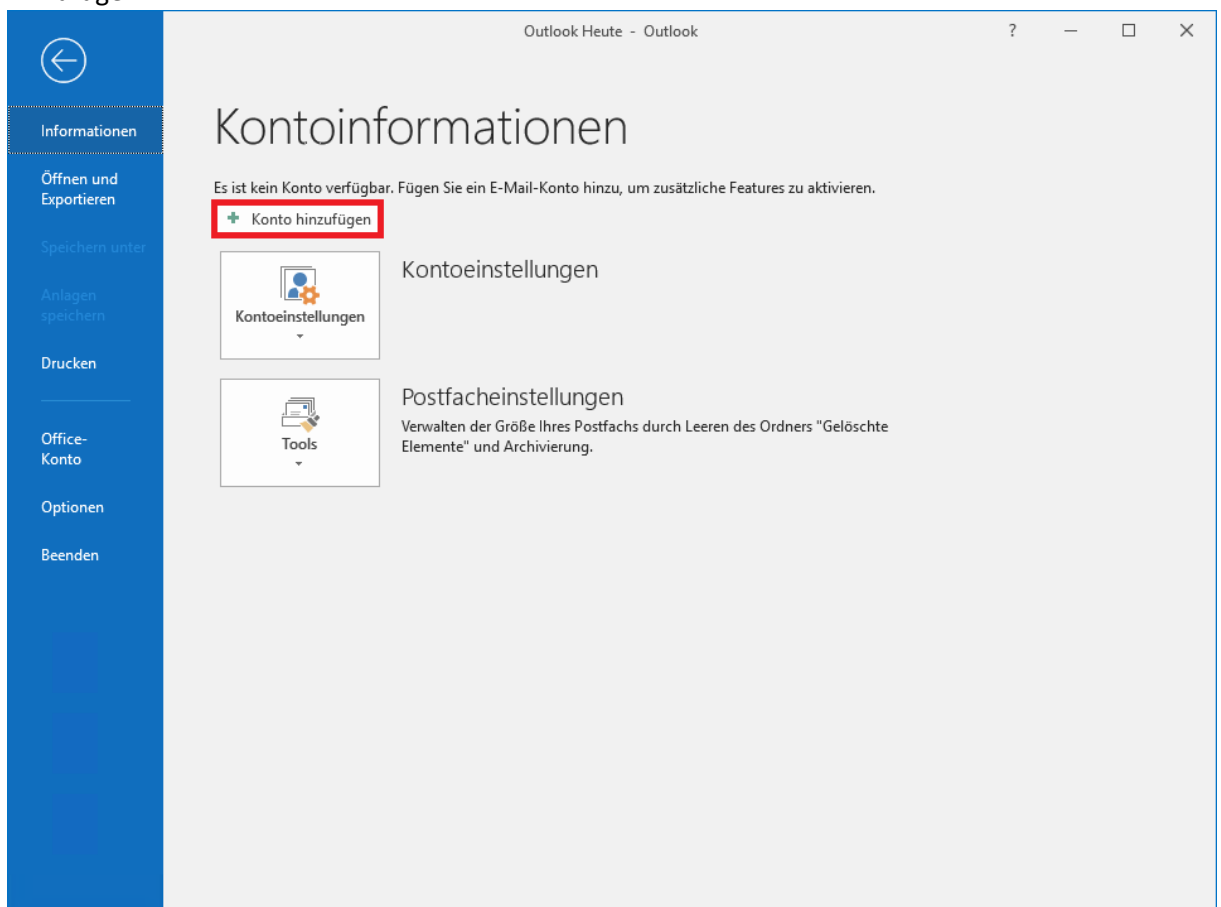 Outlook Heute - Outlook
?
Informationen
Öffnen und
Exportieren
Speichern unter
Anlagen
speichern
Drucken
Office-
Konto
Optionen
Beenden
Kontoinformationen
Es ist kein Konto verfügbar. Fügen Sie ein E-Mail-Konto hinzu, um zusätzliche Features zu aktivieren.
Konto hinzufügen
Kontoeinstellungen
Kontoeinstellungen
Tools
Postfacheinstellungen
Verwalten der Größe Ihres Postfachs durch Leeren des Ordners "Gelöschte
Elemente" und Archivierung.